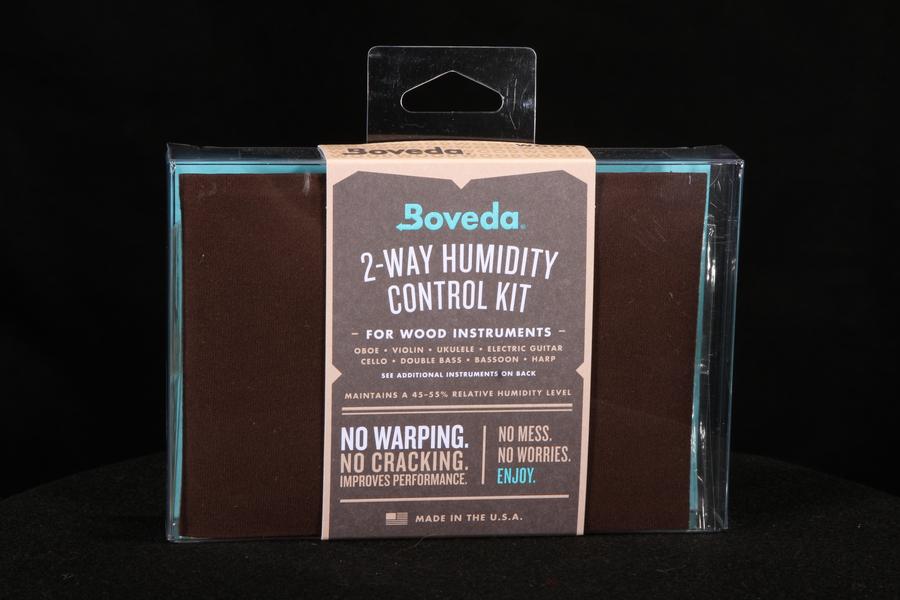 Boveda
Boveda
2-WAY HUMIDITY
CONTROL KIT
– FOR WOOD INSTRUMENTS –
OBOE • VIOLIN • UKULELE • ELECTRIC GUITAR
CELLO • DOUBLE BASS • BASSOON • HARP
SEE ADDITIONAL INSTRUMENTS ON BACK
MAINTAINS A 45–55% RELATIVE HUMIDITY LEVEL
NO WARPING.
NO CRACKING.
IMPROVES PERFORMANCE.
NO MESS.
NO WORRIES.
ENJOY.
MADE IN THE U.S.A.